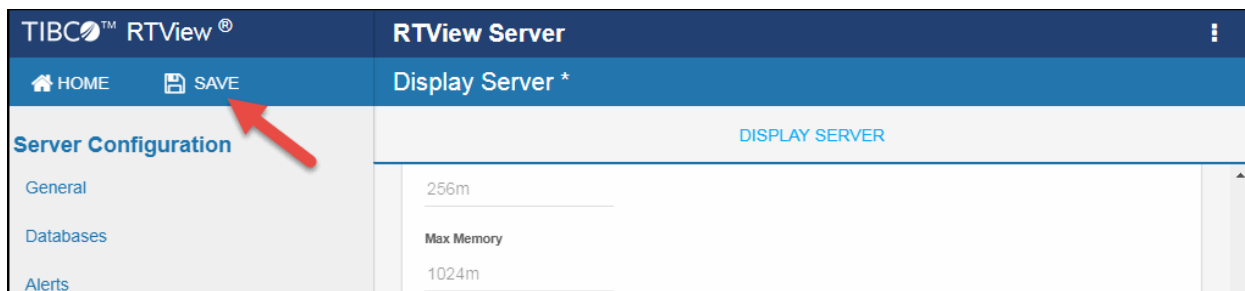 TIBCO™ RTView ®
RTView Server
HOME
SAVE
Display Server *
Server Configuration
DISPLAY SERVER
General
256m
Databases
Max Memory
1024m
Alerts